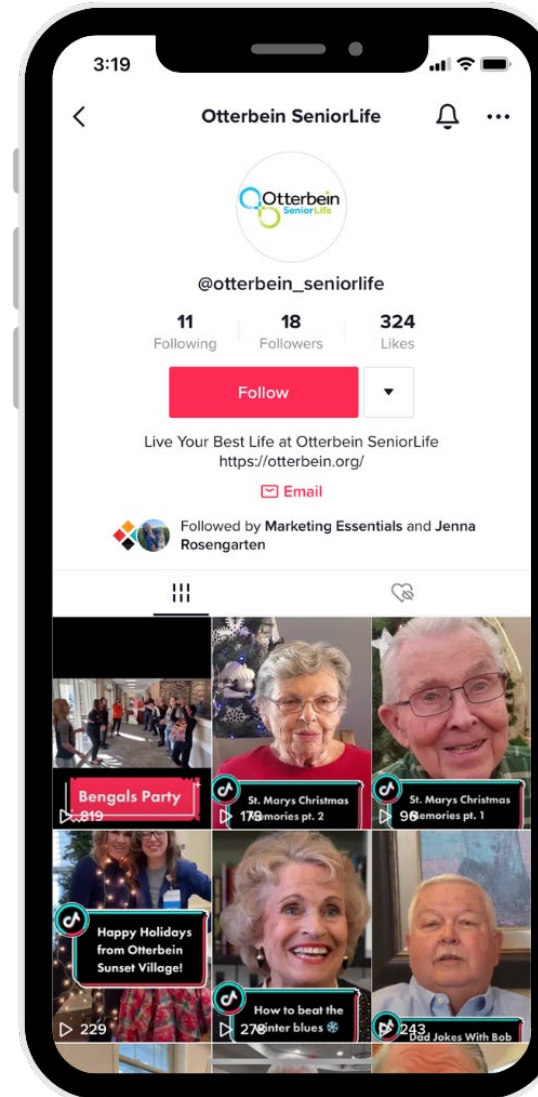 3:19
Otterbein SeniorLife
Otterbein
SeniorLife
@otterbein_seniorlife
11
18
324
Following
Followers
Likes
Follow
Live Your Best Life at Otterbein SeniorLife
https://otterbein.org/
Email
Followed by Marketing Essentials and Jenna
Rosengarten
Bengals Party
819
St. Marys Christmas
Memories pt. 2
178
St. Marys Christmas
Memories pt. 1
96
Happy Holidays
from Otterbein
Sunset Village!
229
How to beat the
winter blues
278
243
Dad Jokes With Bob